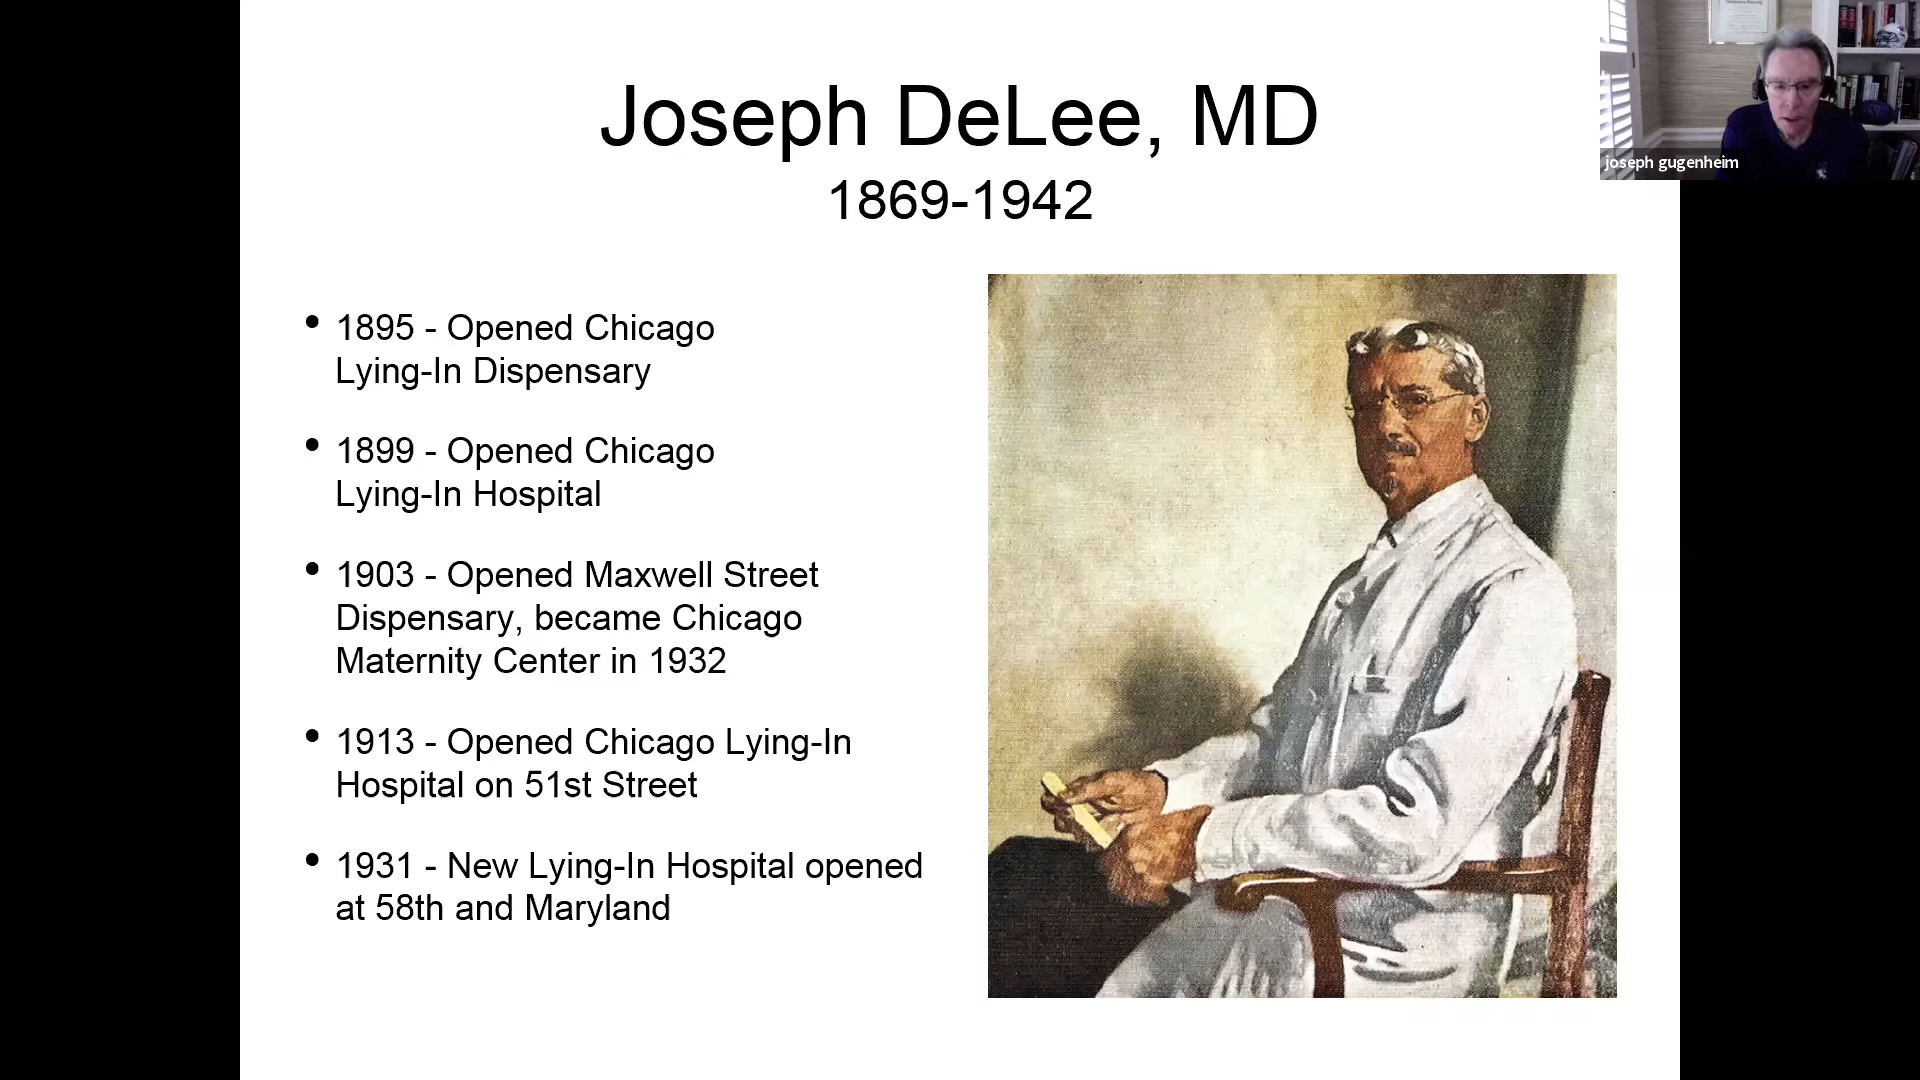 Joseph DeLee, MD
1869-1942
joseph gugenheim
• 1895 - Opened Chicago
Lying-In Dispensary
• 1899 - Opened Chicago
Lying-In Hospital
• 1903 - Opened Maxwell Street
Dispensary, became Chicago
Maternity Center in 1932
• 1913 - Opened Chicago Lying-In
Hospital on 51st Street
• 1931 - New Lying-In Hospital opened
at 58th and Maryland